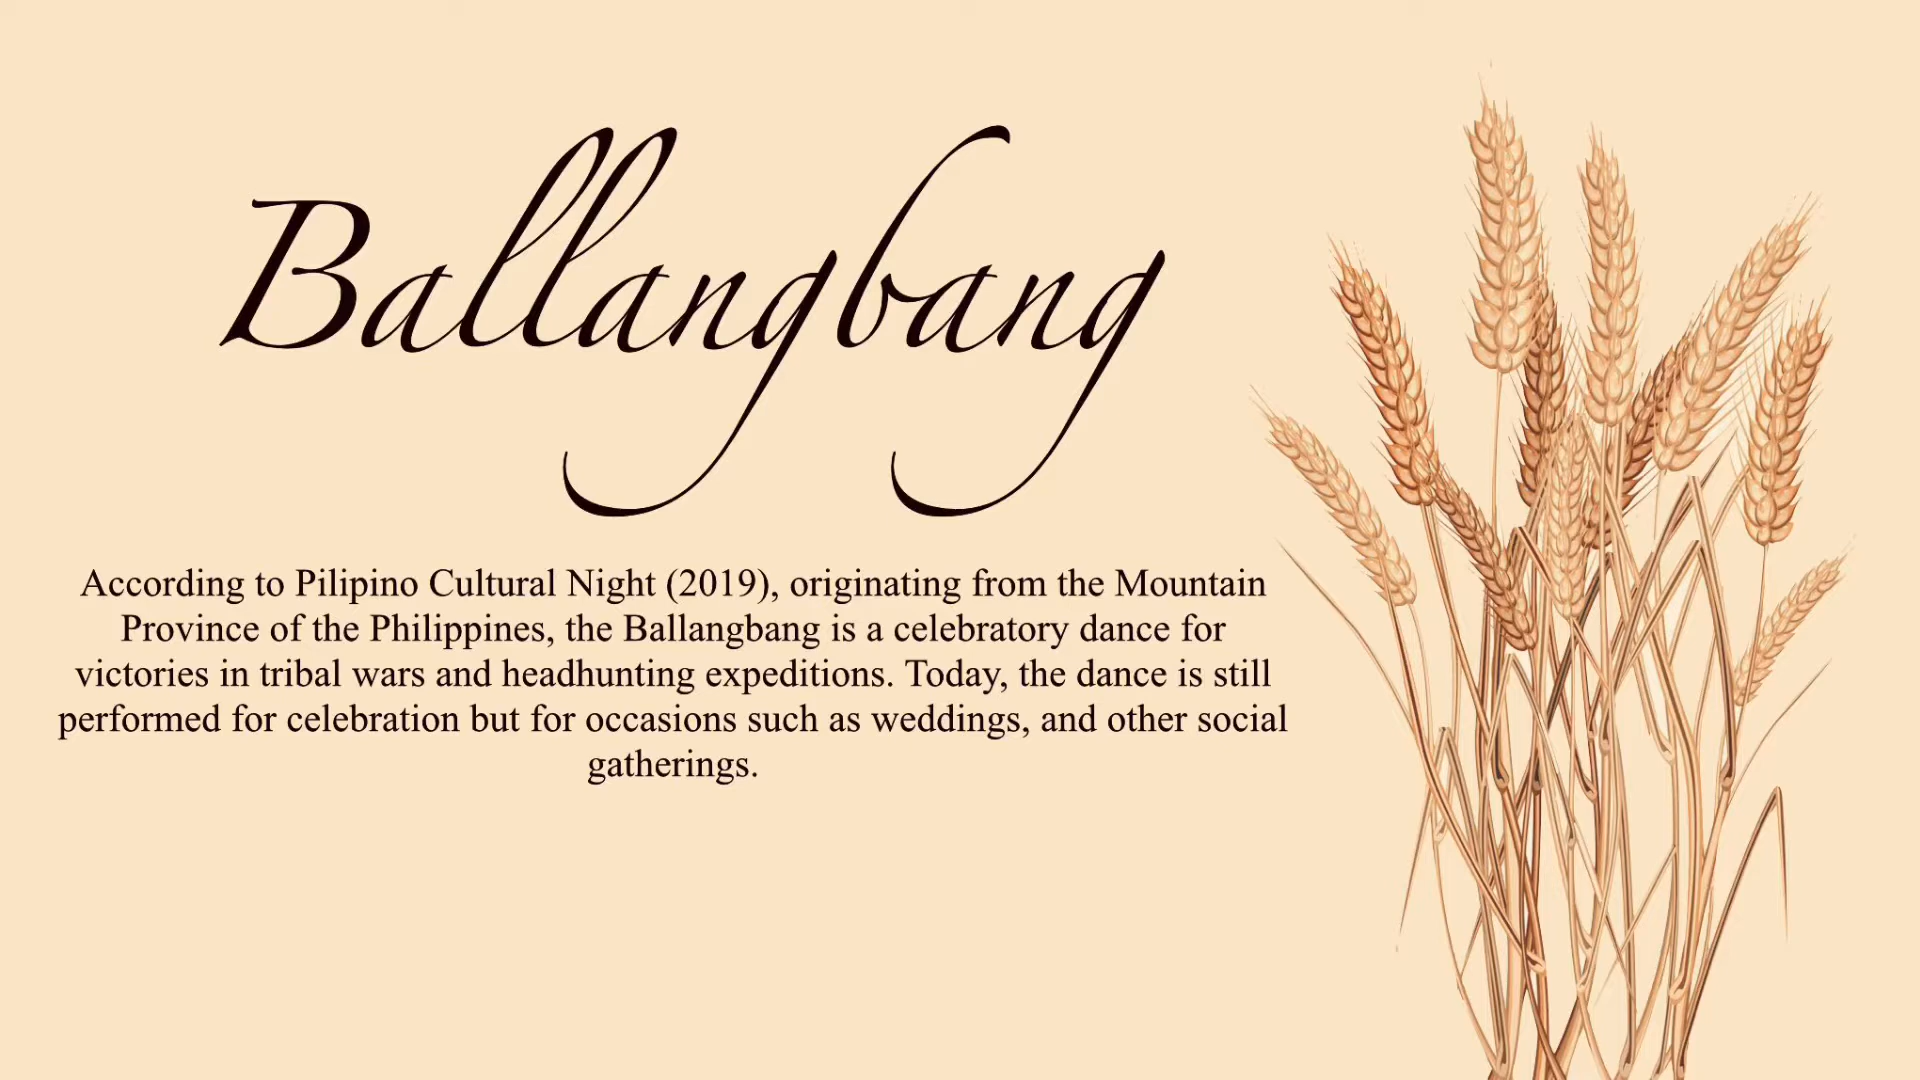 Ballangbang
According to Pilipino Cultural Night (2019), originating from the Mountain
Province of the Philippines, the Ballangbang is a celebratory dance for
victories in tribal wars and headhunting expeditions. Today, the dance is still
performed for celebration but for occasions such as weddings, and other social
gatherings.